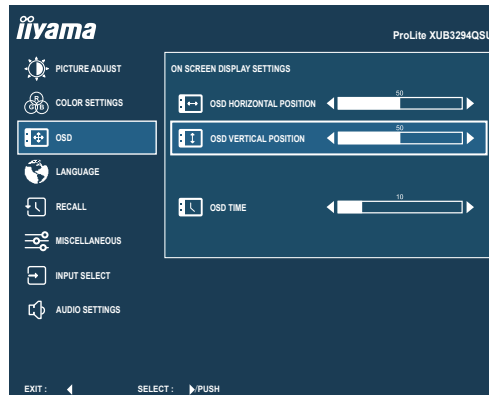 iiyama
ProLite XUB3294QSU
PICTURE ADJUST
COLOR SETTINGS
R
G B
OSD
LANGUAGE
RECALL
MISCELLANEOUS
INPUT SELECT
AUDIO SETTINGS
ON SCREEN DISPLAY SETTINGS
OSD HORIZONTAL POSITION
50
OSD VERTICAL POSITION
50
OSD TIME
10
EXIT :
SELECT : /PUSH